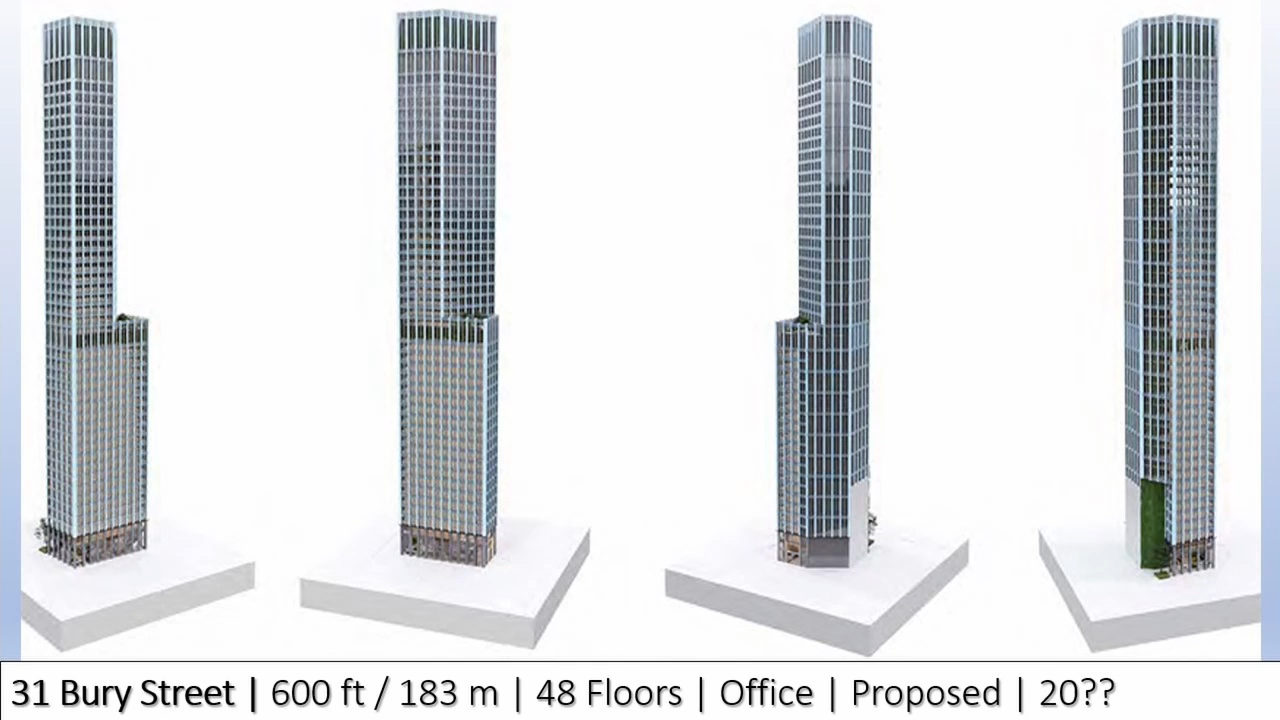 31 Bury Street | 600 ft / 183 m | 48 Floors | Office | Proposed | 20??